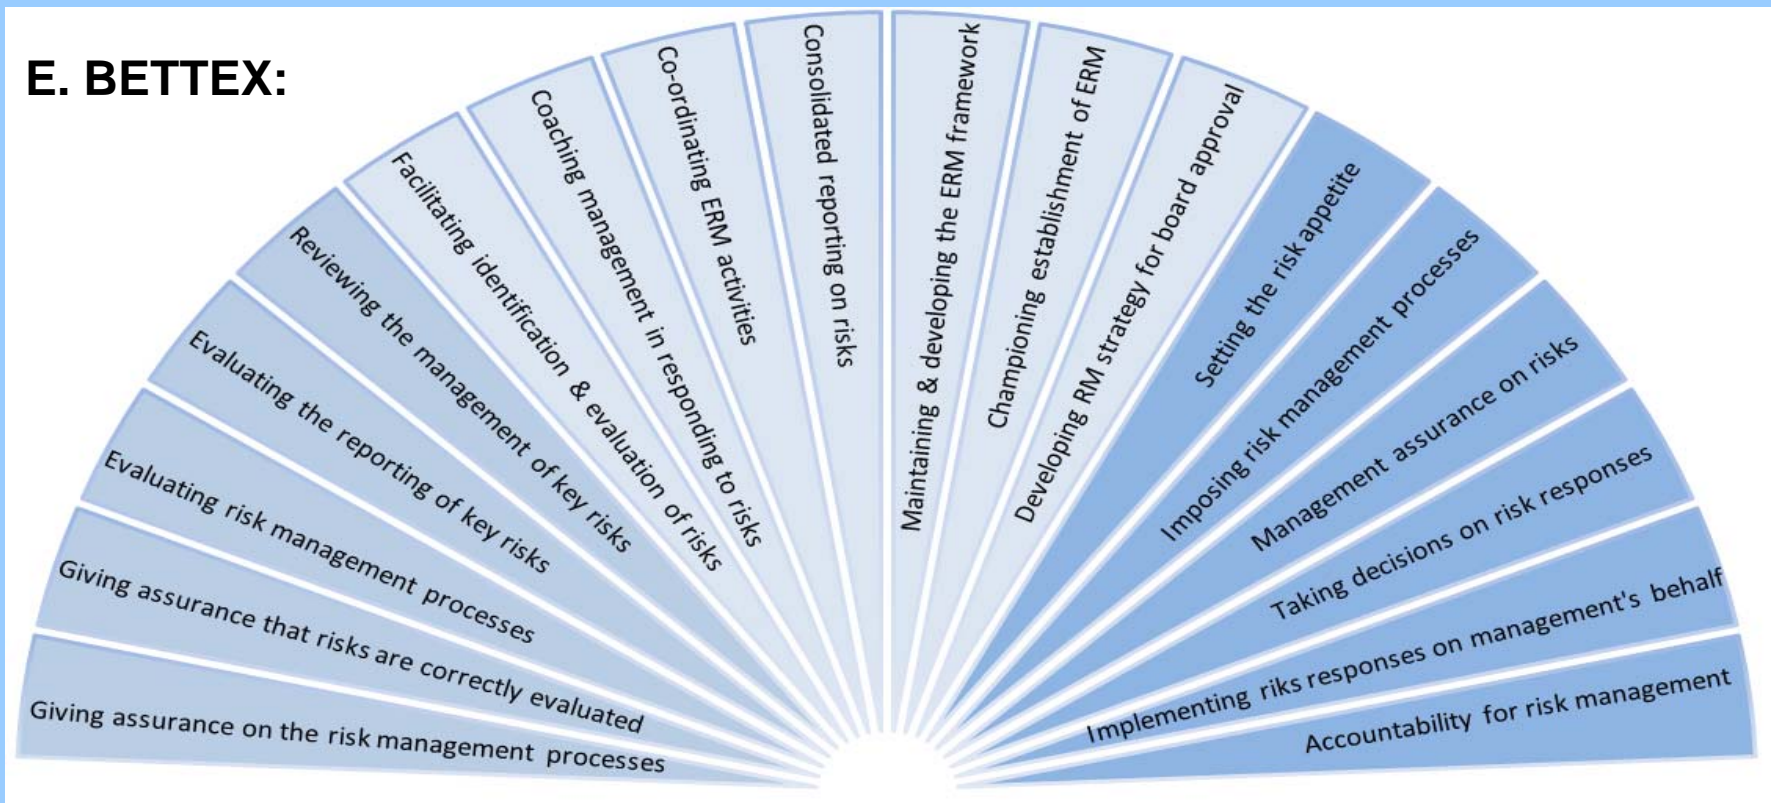 E. BETTEX:
Giving assurance on the risk management processes
Giving assurance that risks are correctly evaluated
Evaluating risk management processes
Evaluating the reporting of key risks
Reviewing the management of key risks
Facilitating identification & evaluation of risks
Coaching management in responding to risks
Co-ordinating ERM activities
Consolidated reporting on risks
Maintaining & developing the ERM framework
Championing establishment of ERM
Developing RM strategy for board approval
Setting the risk appetite
Imposing risk management processes
Management assurance on risks
Taking decisions on risk responses
Implementing riks responses on management's behalf
Accountability for risk management